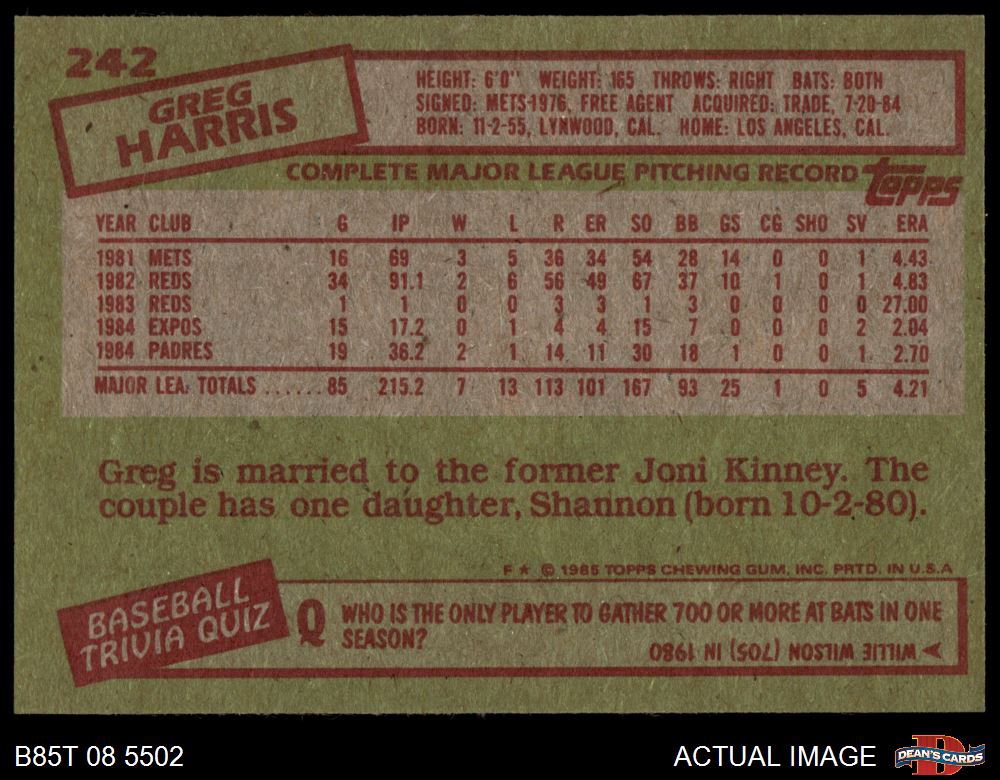 242
GREG
HARRIS
HEIGHT: 6'0" WEIGHT: 165 THROWS: RIGHT BATS: BOTH
SIGNED: METS-1976, FREE AGENT ACQUIRED: TRADE, 7-20-84
BORN: 11-2-55, LYNWOOD, CAL. HOME: LOS ANGELES, CAL.
COMPLETE MAJOR LEAGUE PITCHING RECORD topps
YEAR CLUB G IP W L R ER SO BB GS CG SHO SV ERA
1981 METS 16 69 3 5 36 34 54 28 14 0 0 1 4.43
1982 REDS 34 91.1 2 6 56 49 67 37 10 1 0 1 4.83
1983 REDS 1 1 0 0 3 3 1 3 0 0 0 0 27.00
1984 EXPOS 15 17.2 0 1 4 4 15 7 0 0 0 2 2.04
1984 PADRES 19 36.2 2 1 14 11 30 18 1 0 0 1 2.70
MAJOR LEA. TOTALS ...... 85 215.2 7 13 113 101 167 93 25 1 0 5 4.21
Greg is married to the former Joni Kinney. The
couple has one daughter, Shannon (born 10-2-80).
F ★ © 1985 TOPPS CHEWING GUM, INC. PRTD. IN U.S.A
BASEBALL
TRIVIA QUIZ
Q WHO IS THE ONLY PLAYER TO GATHER 700 OR MORE AT BATS IN ONE
SEASON?
WILLIE WILSON (705) IN 1980
B85T 08 5502 ACTUAL IMAGE DEAN'S CARDS